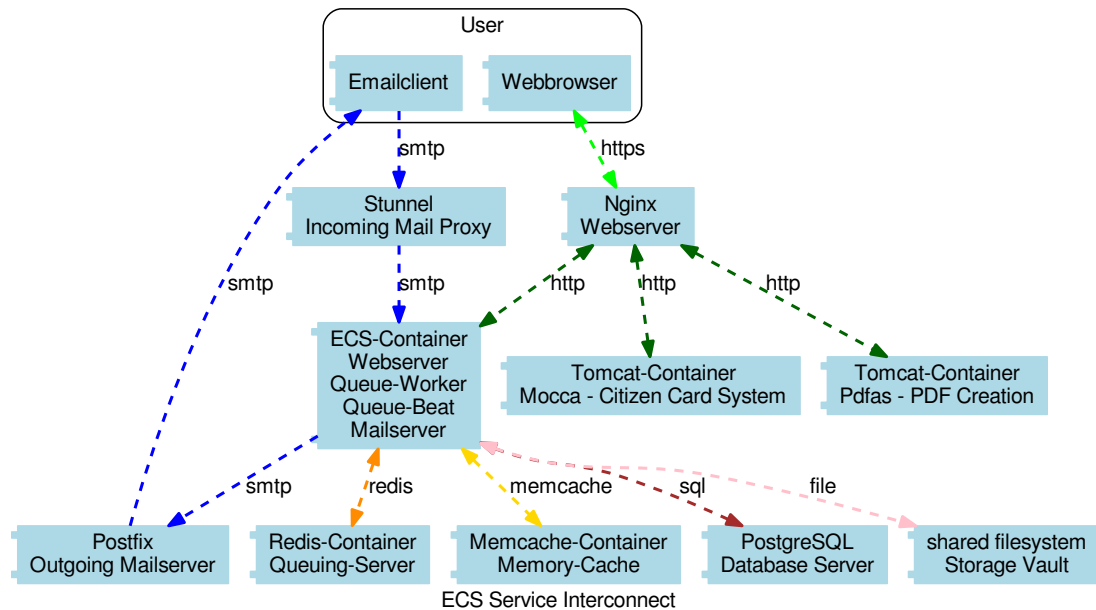 User
Emailclient
Webbrowser
smtp
https
Stunnel
Incoming Mail Proxy
Nginx
Webserver
smtp
smtp
http
http
http
ECS-Container
Webserver
Queue-Worker
Queue-Beat
Mailserver
Tomcat-Container
Mocca - Citizen Card System
Tomcat-Container
Pdfas - PDF Creation
smtp
redis
memcache
sql
file
Postfix
Outgoing Mailserver
Redis-Container
Queuing-Server
Memcache-Container
Memory-Cache
PostgreSQL
Database Server
shared filesystem
Storage Vault
ECS Service Interconnect